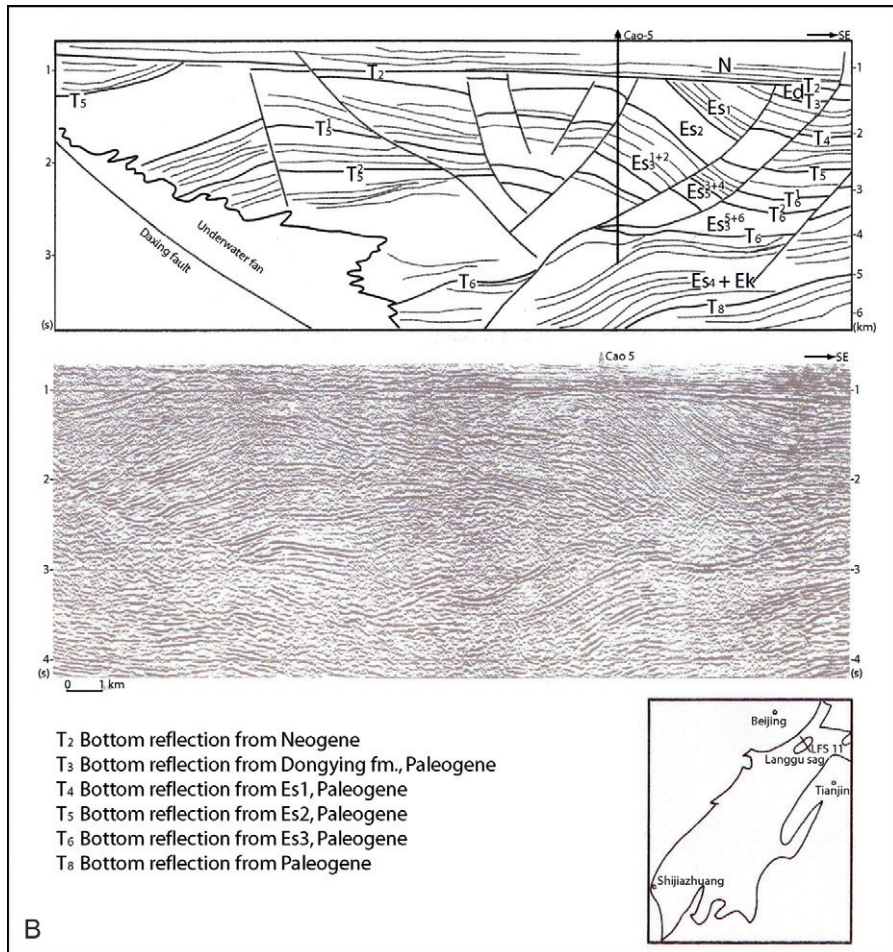 Cao-5
SE
N
1
T2
T5
Ed T2
T3
1
Es1
T5^1
Es2
T4
2
2
T5^2
Es3^1+2
T5
3
Es5^3+4
T6^1
T6^2
Es3^5+6
T6
4
Underwater fan
Daxing fault
3
T6
Es4 + Ek
5
T8
6
(s)
(km)
Cao 5
SE
1
1
2
2
3
3
4
4
(s)
(s)
0 1 km
T2 Bottom reflection from Neogene
T3 Bottom reflection from Dongying fm., Paleogene
T4 Bottom reflection from Es1, Paleogene
T5 Bottom reflection from Es2, Paleogene
T6 Bottom reflection from Es3, Paleogene
T8 Bottom reflection from Paleogene
Beijing
LFS 11
Langgu sag
Tianjin
Shijiazhuang
B